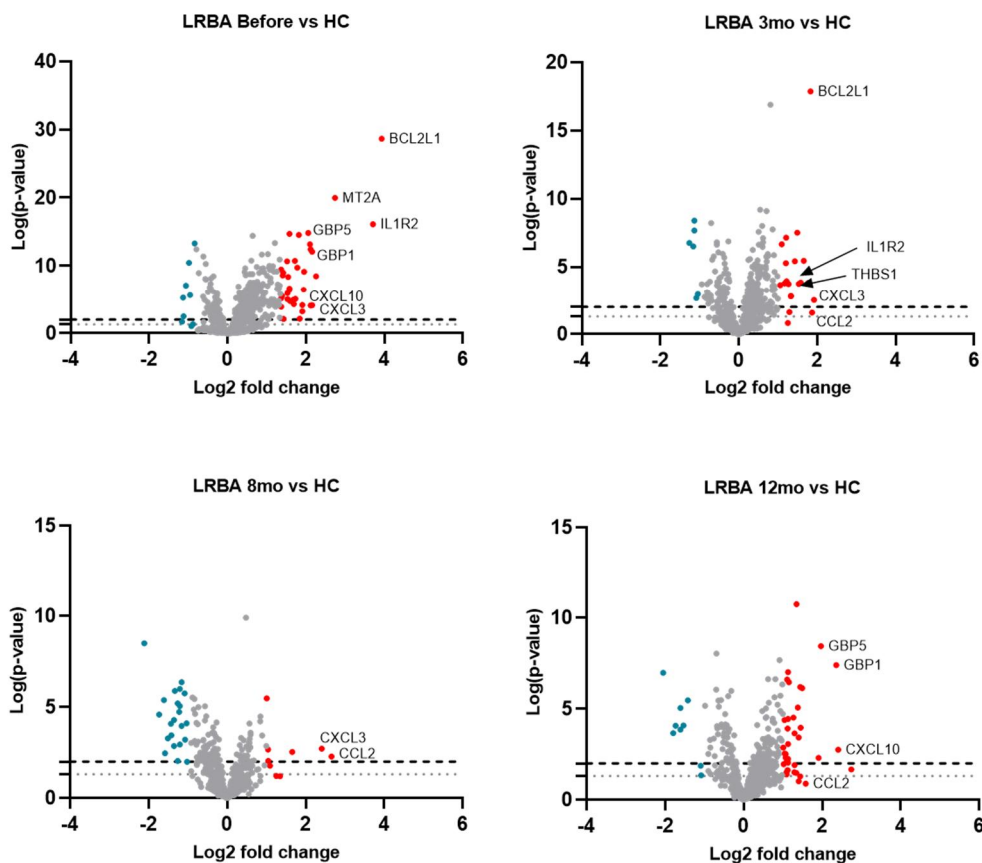 LRBA Before vs HC
40
30
20
10
0
-4
-2
0
2
4
6
Log(p-value)
Log2 fold change
BCL2L1
MT2A
IL1R2
GBP5
GBP1
CXCL10
CXCL3
LRBA 3mo vs HC
20
15
10
5
0
-4
-2
0
2
4
6
Log(p-value)
Log2 fold change
BCL2L1
IL1R2
THBS1
CXCL3
CCL2
LRBA 8mo vs HC
15
10
5
0
-4
-2
0
2
4
6
Log(p-value)
Log2 fold change
CXCL3
CCL2
LRBA 12mo vs HC
15
10
5
0
-4
-2
0
2
4
6
Log(p-value)
Log2 fold change
GBP5
GBP1
CXCL10
CCL2